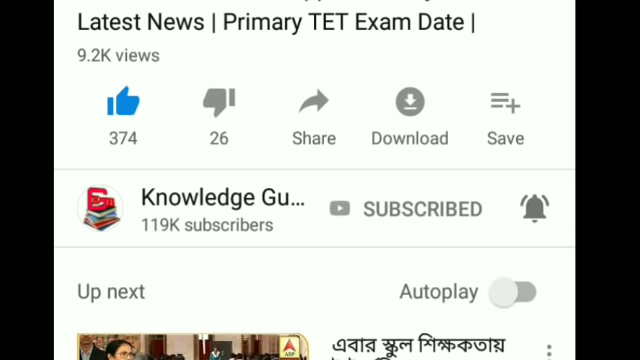 Latest News | Primary TET Exam Date |
9.2K views
374
26
Share
Download
Save
Knowledge Gu...
119K subscribers
SUBSCRIBED
Up next
Autoplay
এবার স্কুল শিক্ষকতায়
ABP